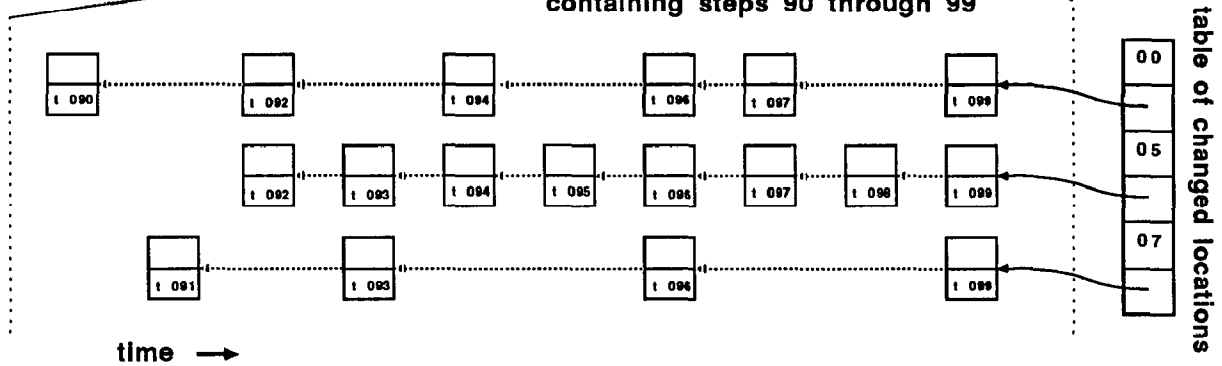 containing steps 90 through 99
t 090
t 092
t 094
t 096
t 097
t 099
00
t 092
t 093
t 094
t 095
t 096
t 097
t 098
t 099
05
t 091
t 093
t 096
t 099
07
time
table of changed locations